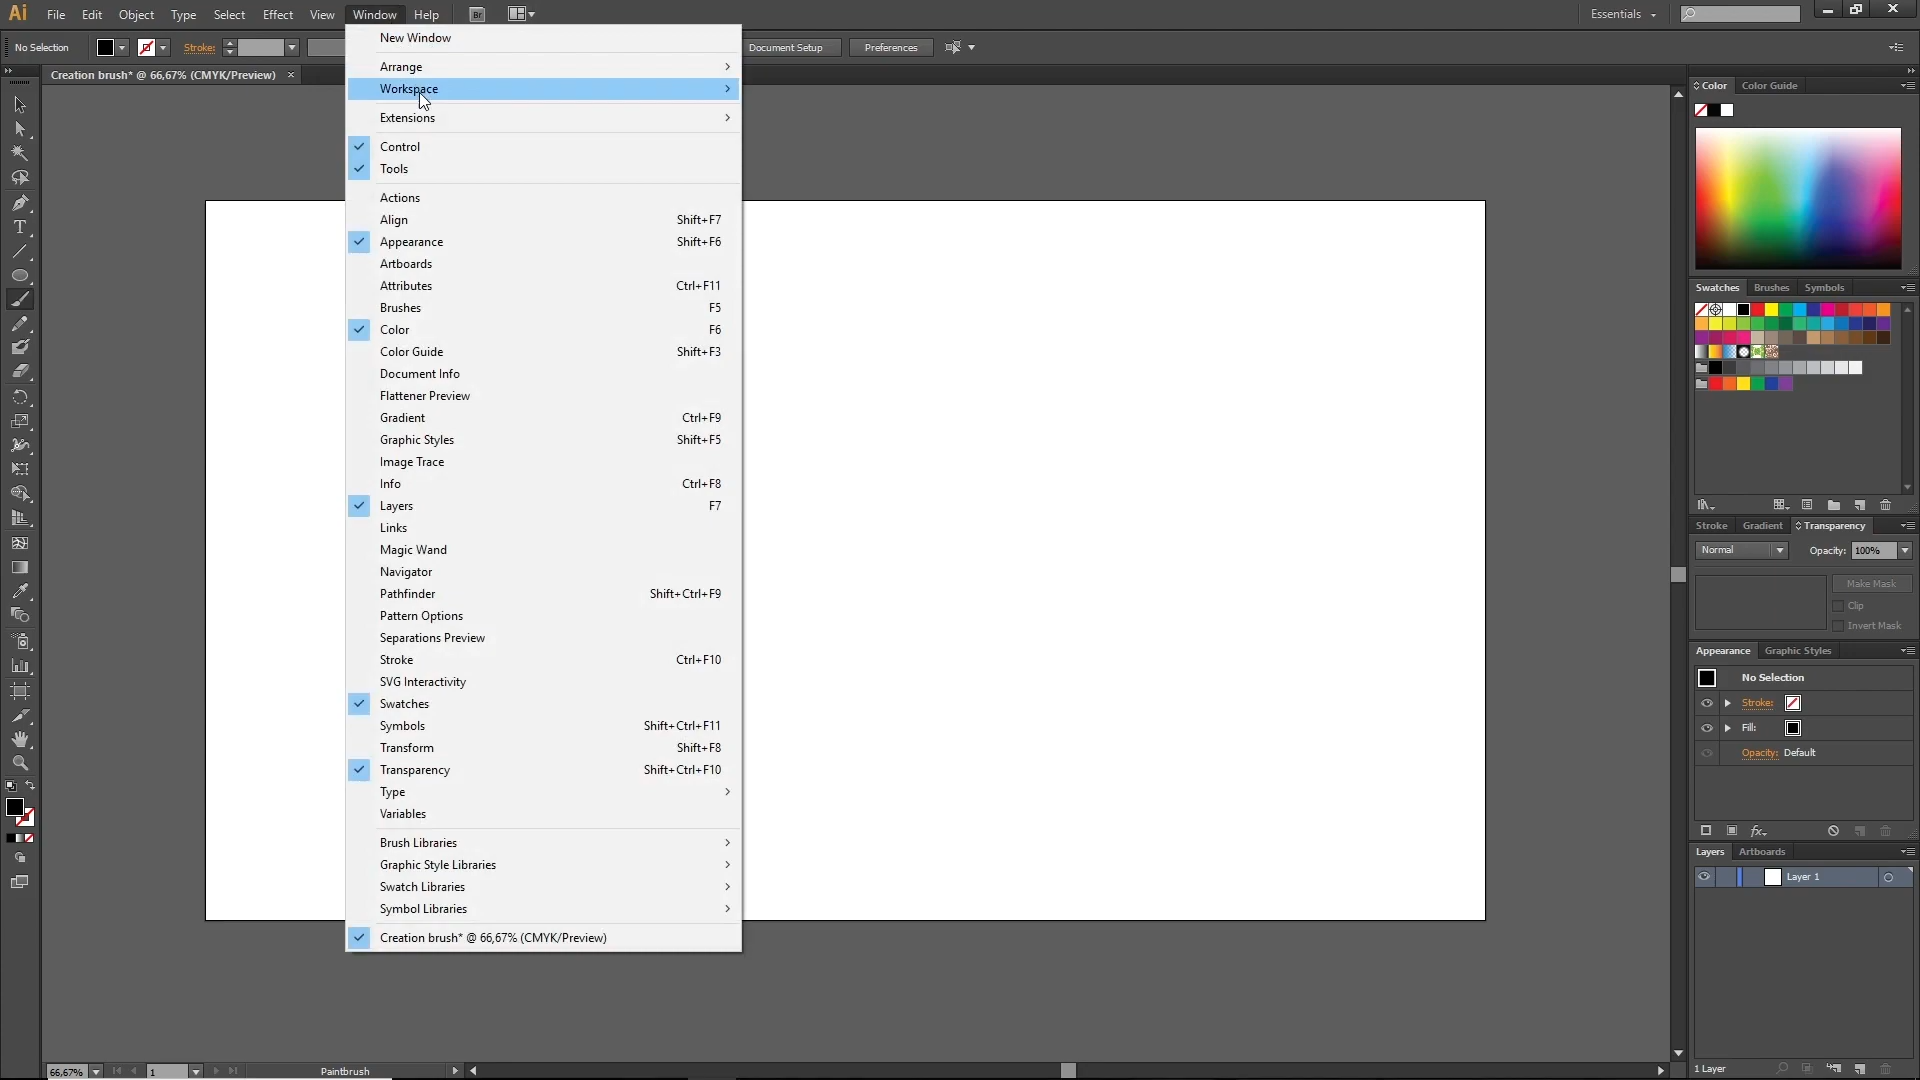 Ai File Edit Object Type Select Effect View Window Help Br Essentials
No Selection Stroke: Document Setup Preferences
Creation brush* @ 66,67% (CMYK/Preview) ×
New Window
Arrange
Workspace
Extensions
Control
Tools
Actions
Align Shift+F7
Appearance Shift+F6
Artboards
Attributes Ctrl+F11
Brushes F5
Color F6
Color Guide Shift+F3
Document Info
Flattener Preview
Gradient Ctrl+F9
Graphic Styles Shift+F5
Image Trace
Info Ctrl+F8
Layers F7
Links
Magic Wand
Navigator
Pathfinder Shift+Ctrl+F9
Pattern Options
Separations Preview
Stroke Ctrl+F10
SVG Interactivity
Swatches
Symbols Shift+Ctrl+F11
Transform Shift+F8
Transparency Shift+Ctrl+F10
Type
Variables
Brush Libraries
Graphic Style Libraries
Swatch Libraries
Symbol Libraries
Creation brush* @ 66,67% (CMYK/Preview)
Color Color Guide
Swatches Brushes Symbols
Stroke Gradient Transparency
Normal Opacity: 100%
Make Mask
Clip
Invert Mask
Appearance Graphic Styles
No Selection
Stroke:
Fill:
Opacity: Default
fx
Layers Artboards
Layer 1
1 Layer
66,67% 1 Paintbrush